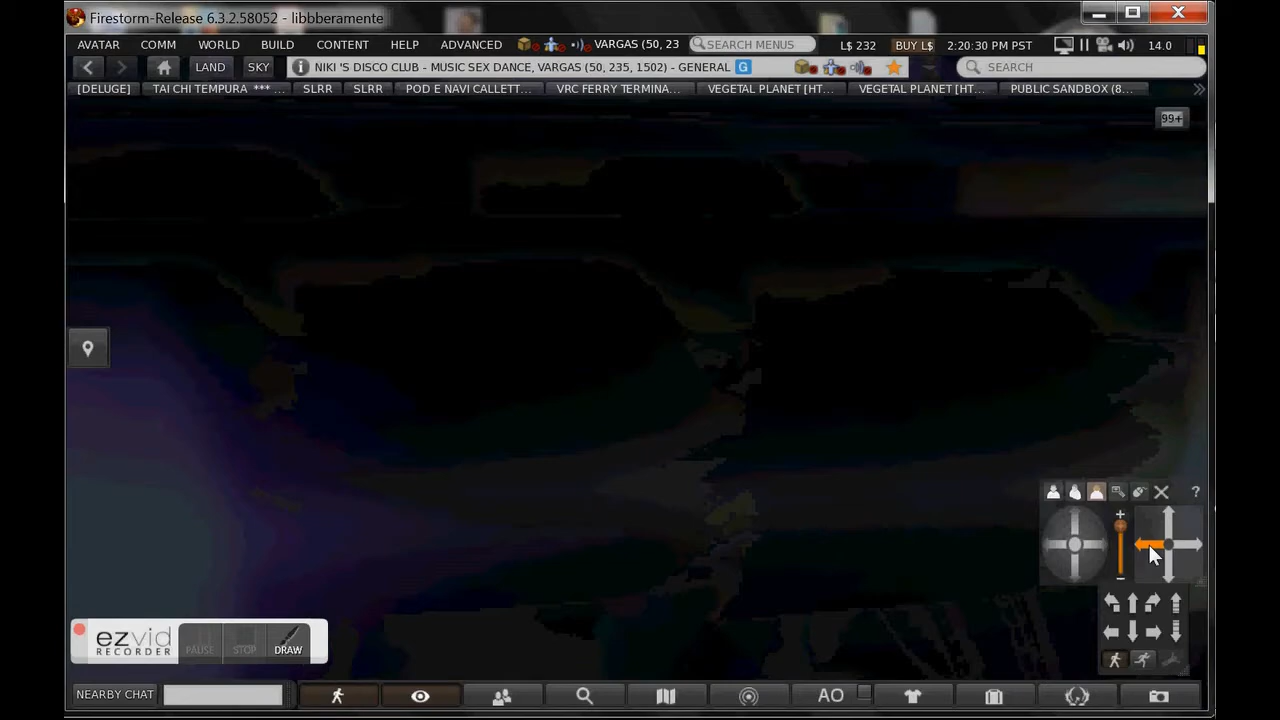 Firestorm-Release 6.3.2.58052 - libbberamente
AVATAR COMM WORLD BUILD CONTENT HELP ADVANCED VARGAS (50, 23 SEARCH MENUS L$ 232 BUY L$ 2:20:30 PM PST 14.0
LAND SKY NIKI 'S DISCO CLUB - MUSIC SEX DANCE, VARGAS (50, 235, 1502) - GENERAL G SEARCH
[DELUGE] TAI CHI TEMPURA *** ... SLRR SLRR POD E NAVI CALLETT... VRC FERRY TERMINA... VEGETAL PLANET [HT... VEGETAL PLANET [HT... PUBLIC SANDBOX (8...
99+
?
+
−
ezvid
RECORDER
PAUSE STOP DRAW
NEARBY CHAT AO